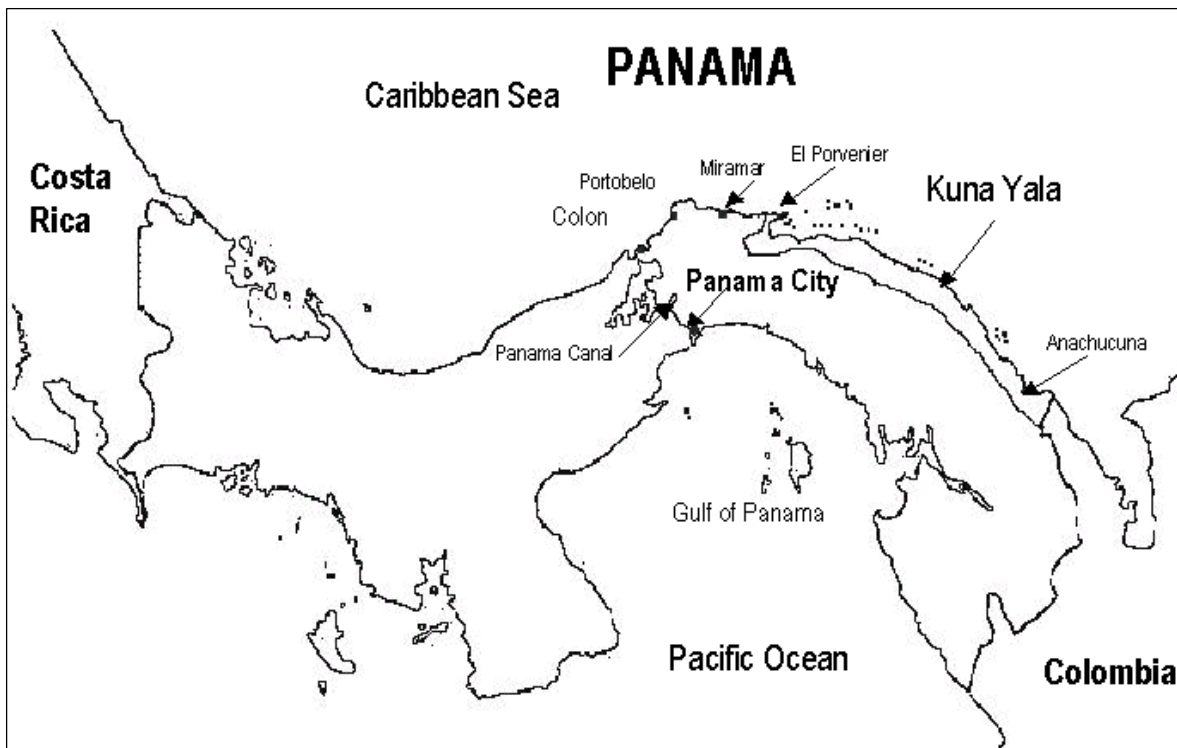 PANAMA
Caribbean Sea
El Porvenier
Miramar
Costa
Rica
Portobelo
Kuna Yala
Colon
Panama City
Panama Canal
Anachucuna
Gulf of Panama
Pacific Ocean
Colombia